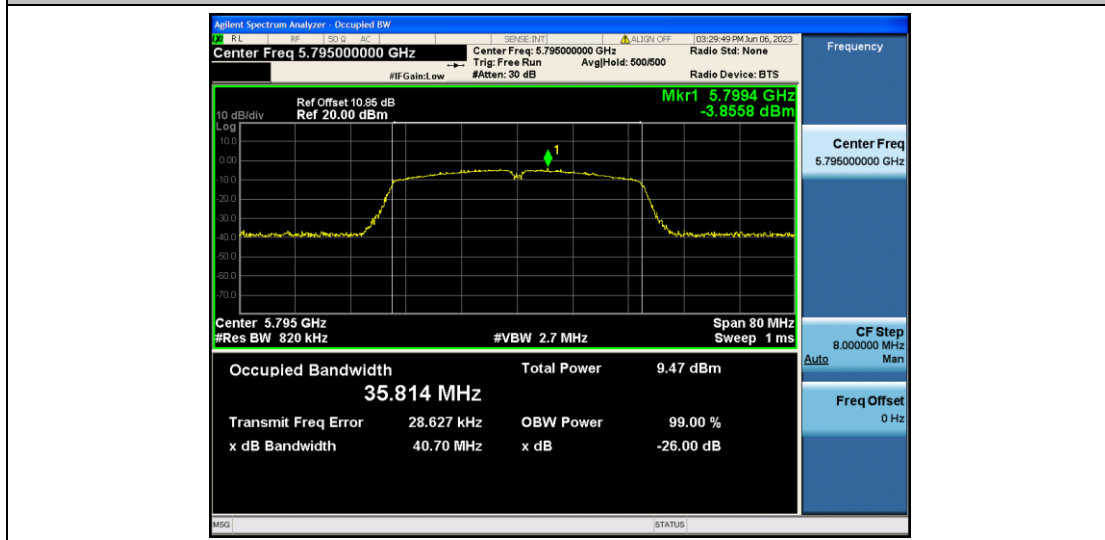 Agilent Spectrum Analyzer - Occupied BW
RL RF 50 Ω AC SENSE:INT ALIGN OFF 03:29:49 PM Jun 06, 2023
Center Freq 5.795000000 GHz
Center Freq: 5.795000000 GHz
Radio Std: None
Trig: Free Run Avg|Hold: 500/500
#IFGain:Low #Atten: 30 dB
Radio Device: BTS
Frequency
Mkr1 5.7994 GHz
-3.8558 dBm
Ref Offset 10.85 dB
10 dB/div Ref 20.00 dBm
Log
10.0
0.00
-10.0
-20.0
-30.0
-40.0
-50.0
-60.0
-70.0
1
Center 5.795 GHz Span 80 MHz
#Res BW 820 kHz #VBW 2.7 MHz Sweep 1 ms
Occupied Bandwidth Total Power 9.47 dBm
35.814 MHz
Transmit Freq Error 28.627 kHz OBW Power 99.00 %
x dB Bandwidth 40.70 MHz x dB -26.00 dB
Center Freq
5.795000000 GHz
CF Step
8.000000 MHz
Auto Man
Freq Offset
0 Hz
MSG STATUS